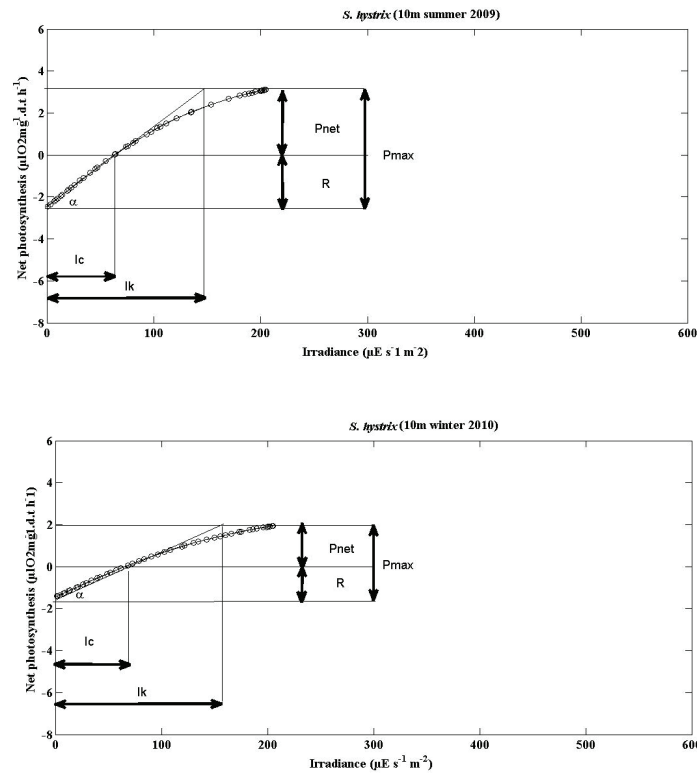 S. hystrix (10m summer 2009)
Net photosynthesis (µlO2mg-1.d.t h-1)
6
4
2
0
-2
-4
-6
-8
Pnet
R
Pmax
α
Ic
Ik
0 100 200 300 400 500 600
Irradiance (µE s-1 m-2)
S. hystrix (10m winter 2010)
Net photosynthesis (µlO2mg1.d.t h-1)
6
4
2
0
-2
-4
-6
-8
Pnet
R
Pmax
α
Ic
Ik
0 100 200 300 400 500 600
Irradiance (µE s-1 m-2)